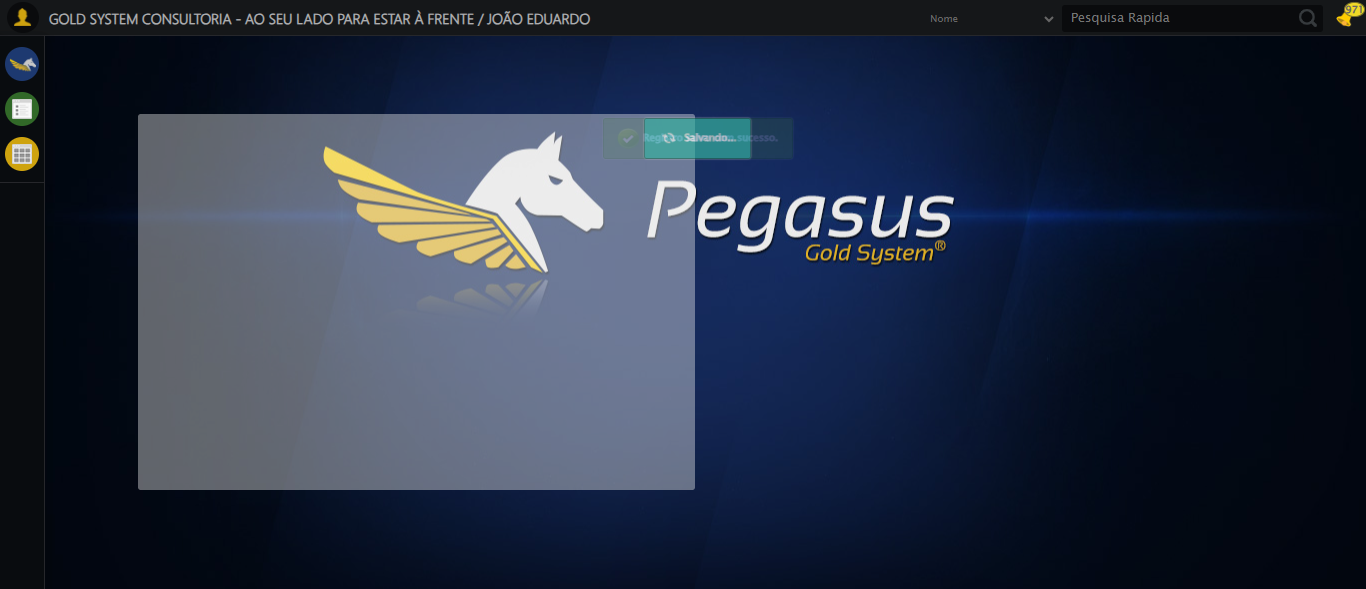 GOLD SYSTEM CONSULTORIA - AO SEU LADO PARA ESTAR À FRENTE / JOÃO EDUARDO
Nome
Pesquisa Rapida
971
Salvando...
sucesso.
Pegasus
Gold System®